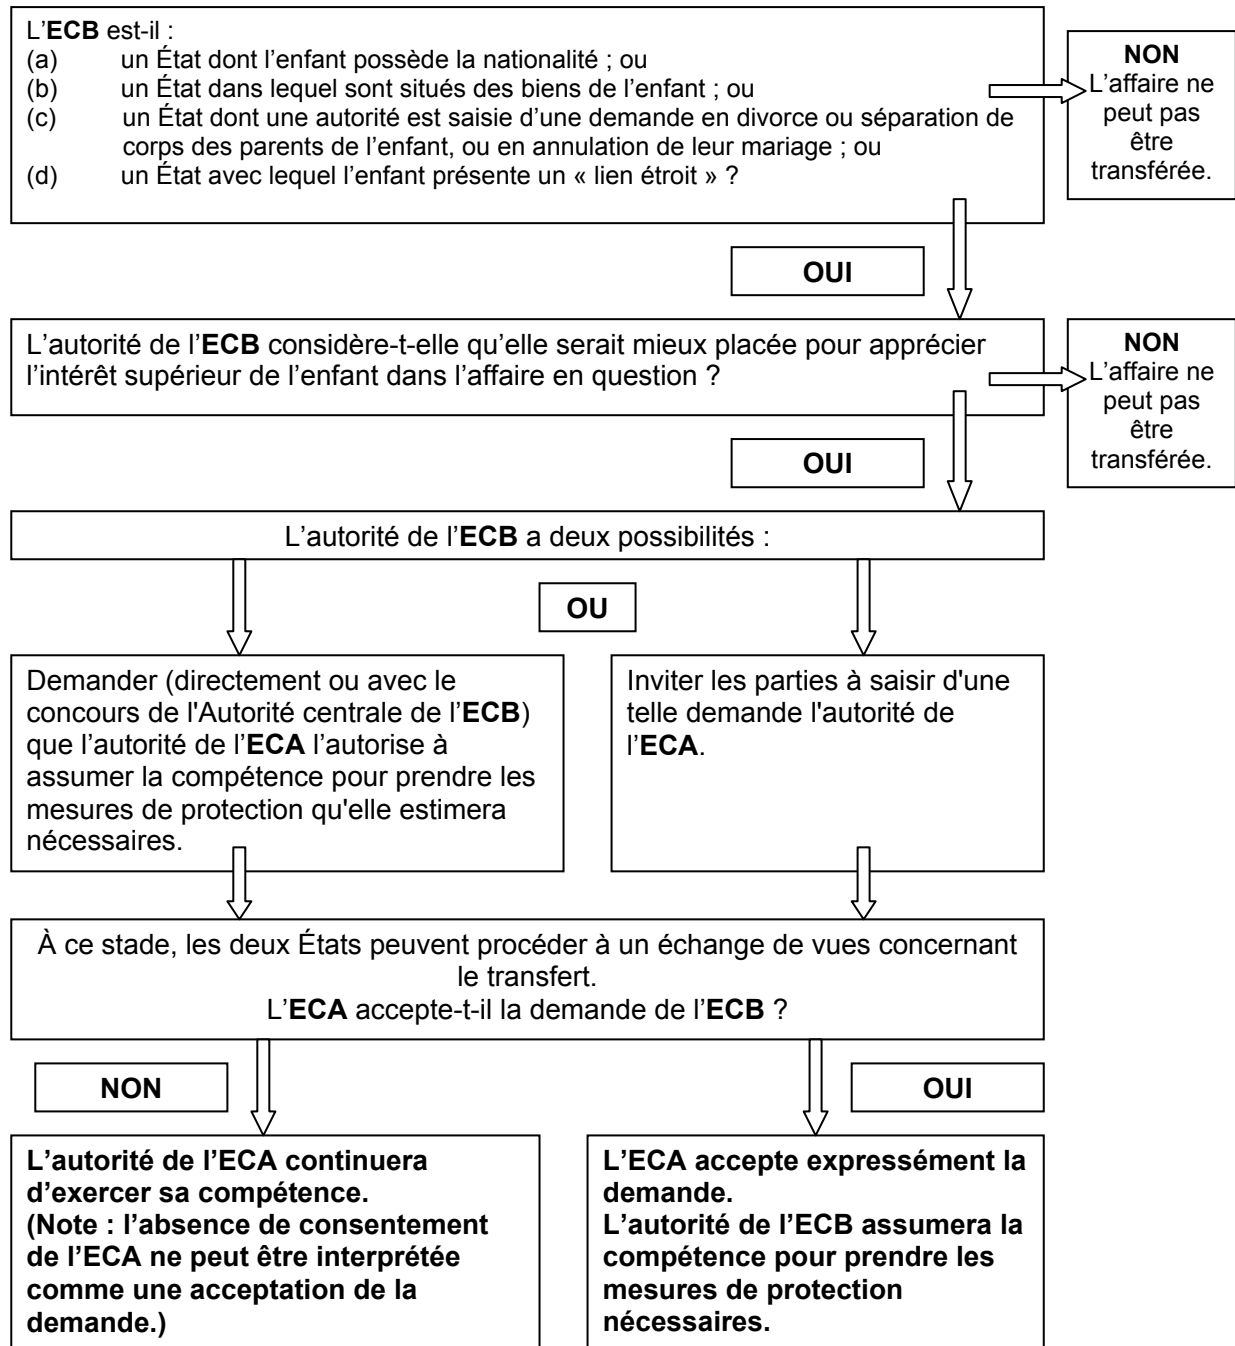 L’ECB est-il :
(a) un État dont l’enfant possède la nationalité ; ou
(b) un État dans lequel sont situés des biens de l’enfant ; ou
(c) un État dont une autorité est saisie d’une demande en divorce ou séparation de
corps des parents de l’enfant, ou en annulation de leur mariage ; ou
(d) un État avec lequel l’enfant présente un « lien étroit » ?
NON
L’affaire ne
peut pas
être
transférée.
OUI
L’autorité de l’ECB considère-t-elle qu’elle serait mieux placée pour apprécier
l’intérêt supérieur de l’enfant dans l’affaire en question ?
NON
L’affaire ne
peut pas
être
transférée.
OUI
L’autorité de l’ECB a deux possibilités :
OU
Demander (directement ou avec le
concours de l'Autorité centrale de l’ECB)
que l’autorité de l’ECA l’autorise à
assumer la compétence pour prendre les
mesures de protection qu'elle estimera
nécessaires.
Inviter les parties à saisir d'une
telle demande l'autorité de
l’ECA.
À ce stade, les deux États peuvent procéder à un échange de vues concernant
le transfert.
L’ECA accepte-t-il la demande de l’ECB ?
NON
OUI
L’autorité de l’ECA continuera
d’exercer sa compétence.
(Note : l’absence de consentement
de l’ECA ne peut être interprétée
comme une acceptation de la
demande.)
L’ECA accepte expressément la
demande.
L’autorité de l’ECB assumera la
compétence pour prendre les
mesures de protection
nécessaires.